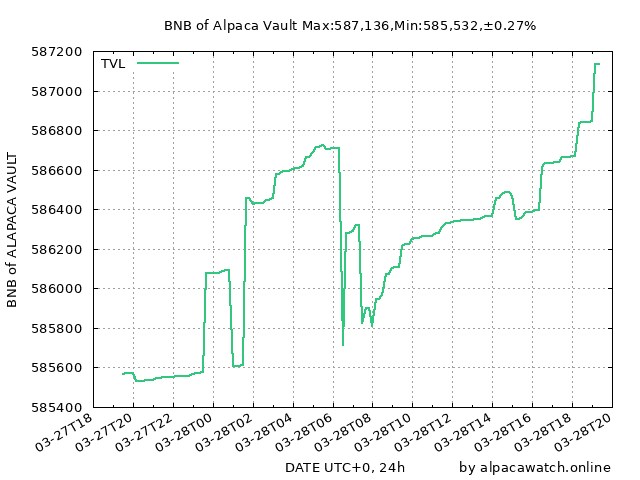 BNB of Alpaca Vault Max:587,136,Min:585,532,±0.27%
TVL
587200
587000
586800
586600
586400
586200
586000
585800
585600
585400
BNB of ALAPACA VAULT
03-27T18
03-27T20
03-27T22
03-28T00
03-28T02
03-28T04
03-28T06
03-28T08
03-28T10
03-28T12
03-28T14
03-28T16
03-28T18
03-28T20
DATE UTC+0, 24h
by alpacawatch.online